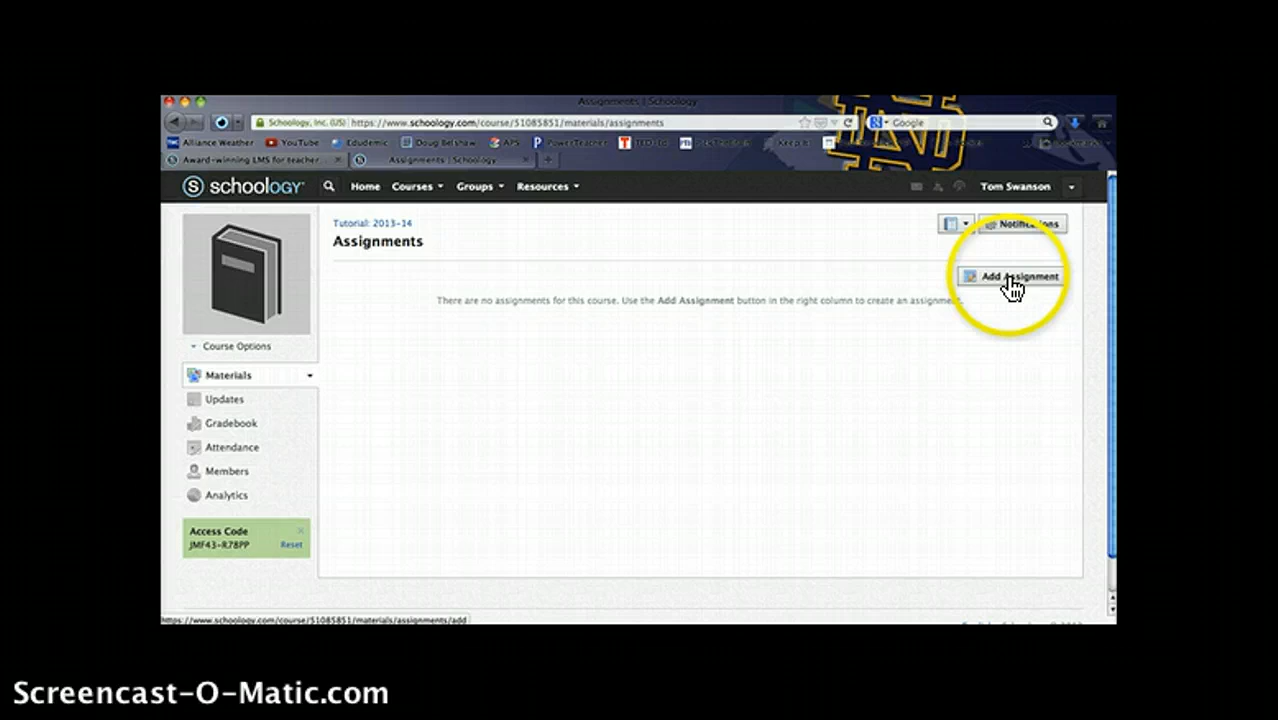 Assignments | Schoology
Schoology, Inc. (US) https://www.schoology.com/course/51085851/materials/assignments
Google
Alliance Weather YouTube Edudemic Doug Belshaw APS PowerTeacher
Award-winning LMS for teacher... Assignments | Schoology
S schoology Home Courses Groups Resources Tom Swanson
Tutorial: 2013-14
Notifications
Assignments
Add Assignment
There are no assignments for this course. Use the Add Assignment button in the right column to create an assignment.
Course Options
Materials
Updates
Gradebook
Attendance
Members
Analytics
Access Code
JMF43-R78PP Reset
https://www.schoology.com/course/51085851/materials/assignments/add
Screencast-O-Matic.com